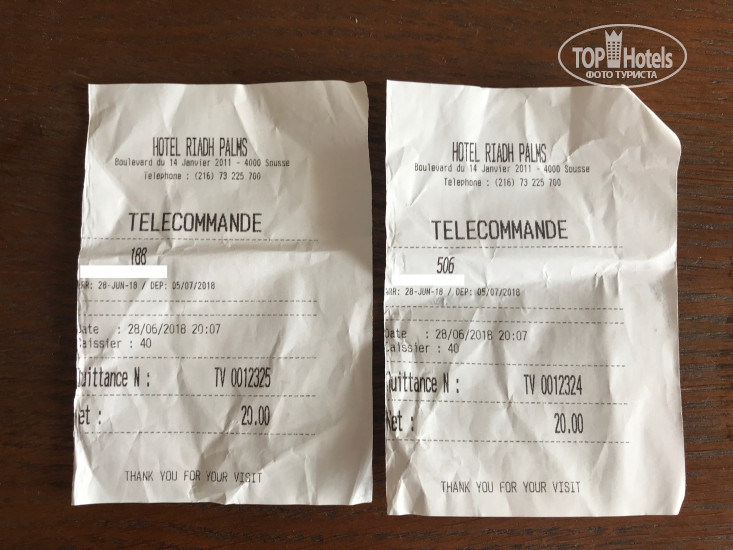 TOP Hotels
ФОТО ТУРИСТА
HOTEL RIADH PALMS
Boulevard du 14 Janvier 2011 - 4000 Sousse
Telephone : (216) 73 225 700
TELECOMMANDE
188
ARR: 28-JUN-18 / DEP: 05/07/2018
Date : 28/06/2018 20:07
Caissier : 40
Quittance N : TV 0012325
et : 20.00
THANK YOU FOR YOUR VISIT
HOTEL RIADH PALMS
Boulevard du 14 Janvier 2011 - 4000 Sousse
Telephone : (216) 73 225 700
TELECOMMANDE
506
ARR: 28-JUN-18 / DEP: 05/07/2018
Date : 28/06/2018 20:07
Caissier : 40
Quittance N : TV 0012324
Net : 20.00
THANK YOU FOR YOUR VISIT